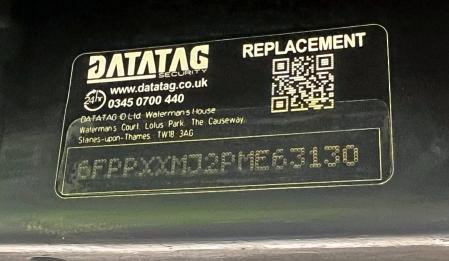 DATATAG
SECURITY
REPLACEMENT
www.datatag.co.uk
24hr 0345 0700 440
DATATAG © Ltd. Waterman's House
Waterman's Court, Lotus Park, The Causeway,
Staines-upon-Thames. TW18 3AG
6FPPXXMJ2PME63130